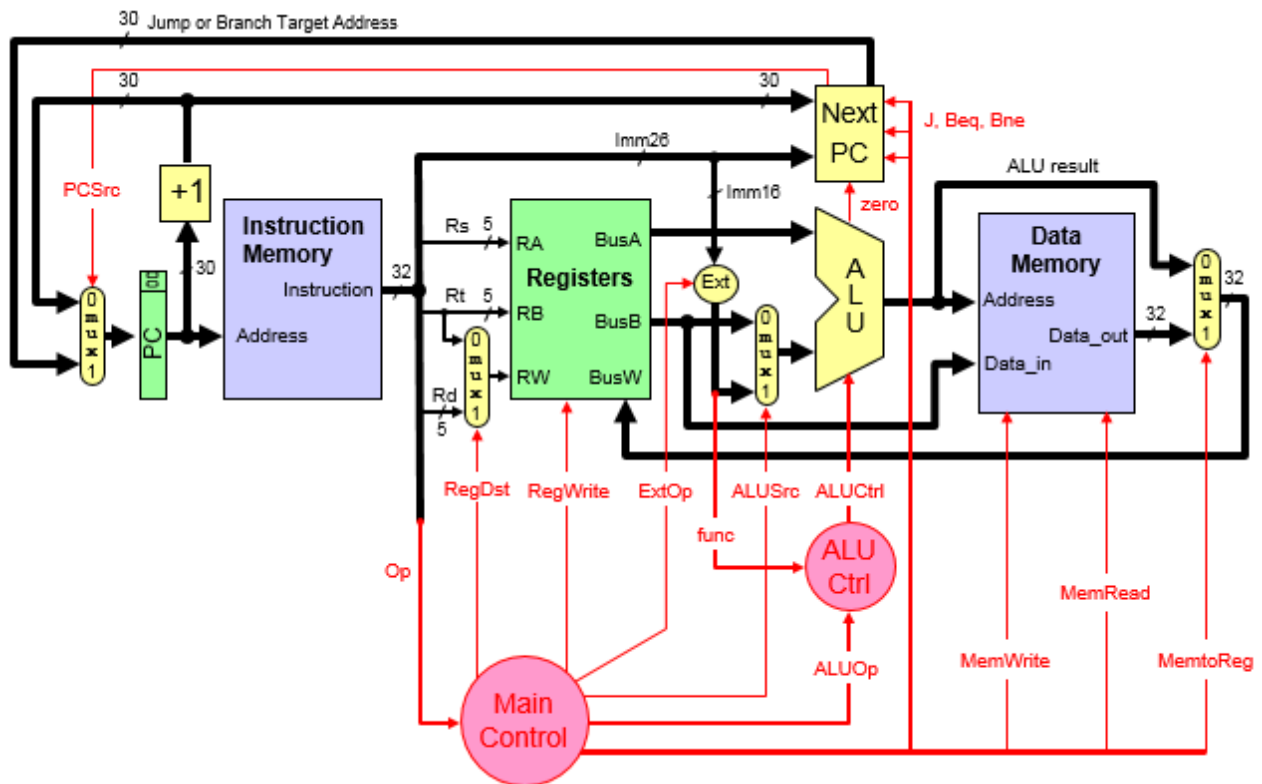 30 Jump or Branch Target Address
30
30
Next
PC
J, Beq, Bne
Imm26
PCSrc
+1
Imm16
zero
ALU result
Instruction
Memory
Instruction
Address
30
32
00
PC
0
m
u
x
1
Rs 5
Rt 5
Rd
5
0
m
u
x
1
RA
RB
RW
Registers
BusA
BusB
BusW
Ext
0
m
u
x
1
A
L
U
Data
Memory
Address
Data_out
Data_in
32
0
m
u
x
1
32
RegDst
RegWrite
ExtOp
ALUSrc
ALUCtrl
func
Op
ALU
Ctrl
MemRead
MemWrite
MemtoReg
ALUOp
Main
Control